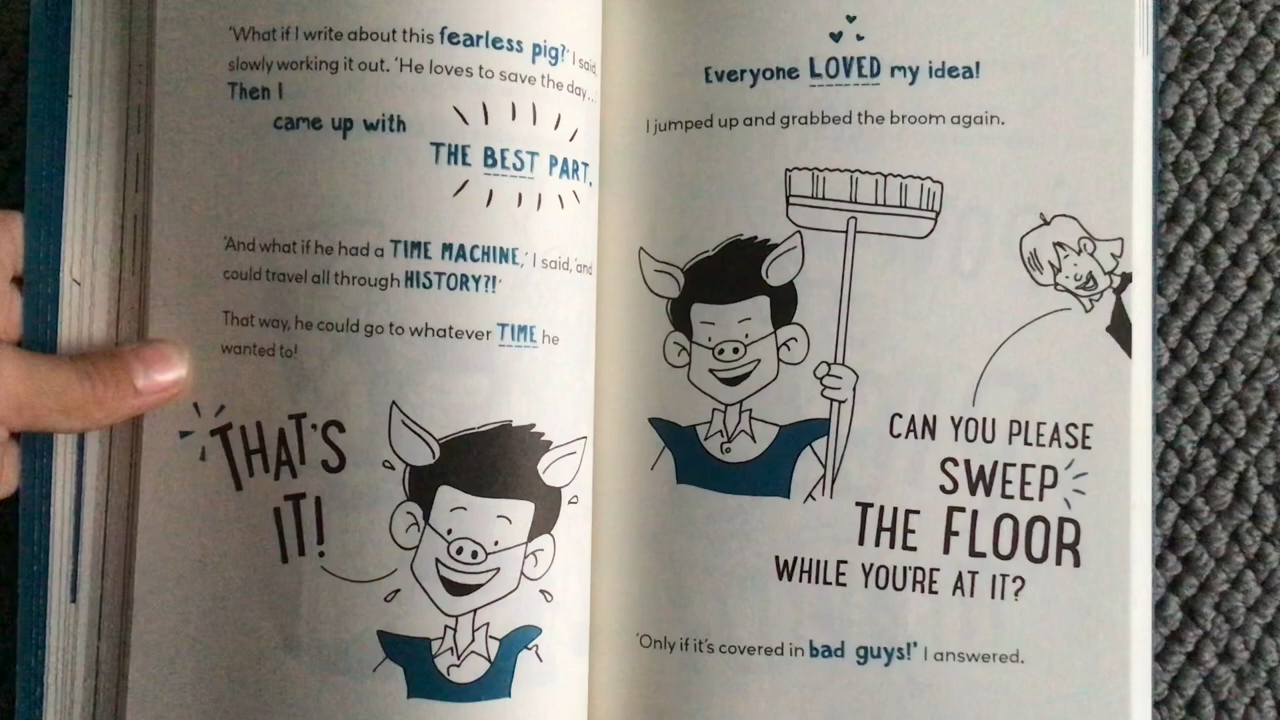 'What if I write about this fearless pig?' I said,
slowly working it out. 'He loves to save the day...
Then I
came up with
THE BEST PART.
'And what if he had a TIME MACHINE,' I said, 'and
could travel all through HISTORY?!'
That way, he could go to whatever TIME he
wanted to!
THAT'S
IT!
Everyone LOVED my idea!
I jumped up and grabbed the broom again.
CAN YOU PLEASE
SWEEP
THE FLOOR
WHILE YOU'RE AT IT?
'Only if it's covered in bad guys!' I answered.